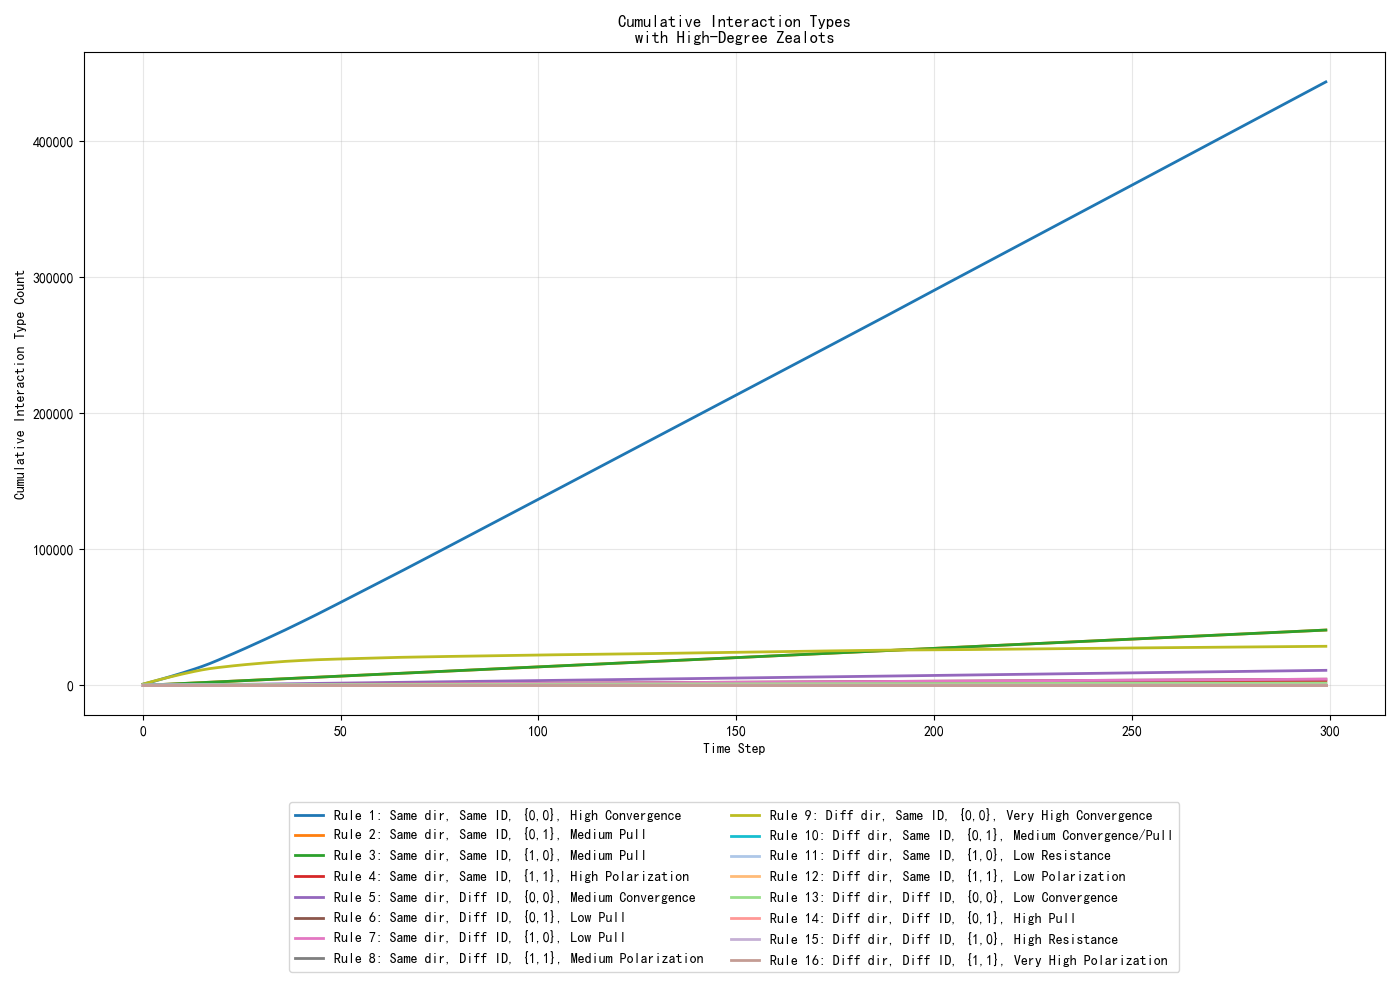 Cumulative Interaction Types
with High-Degree Zealots
Cumulative Interaction Type Count
400000
300000
200000
100000
0
0
50
100
150
200
250
300
Time Step
Rule 1: Same dir, Same ID, {0,0}, High Convergence
Rule 2: Same dir, Same ID, {0,1}, Medium Pull
Rule 3: Same dir, Same ID, {1,0}, Medium Pull
Rule 4: Same dir, Same ID, {1,1}, High Polarization
Rule 5: Same dir, Diff ID, {0,0}, Medium Convergence
Rule 6: Same dir, Diff ID, {0,1}, Low Pull
Rule 7: Same dir, Diff ID, {1,0}, Low Pull
Rule 8: Same dir, Diff ID, {1,1}, Medium Polarization
Rule 9: Diff dir, Same ID, {0,0}, Very High Convergence
Rule 10: Diff dir, Same ID, {0,1}, Medium Convergence/Pull
Rule 11: Diff dir, Same ID, {1,0}, Low Resistance
Rule 12: Diff dir, Same ID, {1,1}, Low Polarization
Rule 13: Diff dir, Diff ID, {0,0}, Low Convergence
Rule 14: Diff dir, Diff ID, {0,1}, High Pull
Rule 15: Diff dir, Diff ID, {1,0}, High Resistance
Rule 16: Diff dir, Diff ID, {1,1}, Very High Polarization